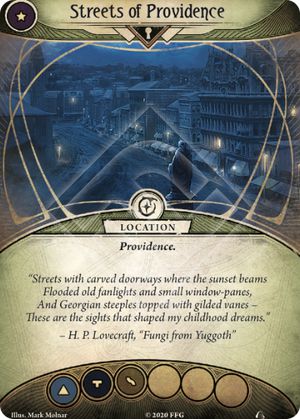 Streets of Providence
LOCATION
Providence.
“Streets with carved doorways where the sunset beams
Flooded old fanlights and small window-panes,
And Georgian steeples topped with gilded vanes –
These are the sights that shaped my childhood dreams.”
– H. P. Lovecraft, “Fungi from Yuggoth”
Illus. Mark Molnar
© 2020 FFG